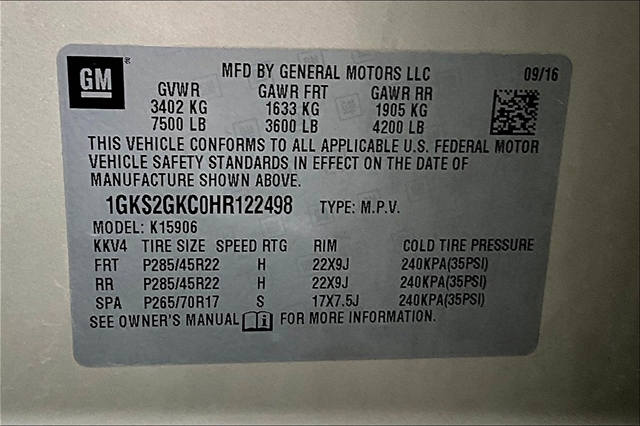 GM ®
MFD BY GENERAL MOTORS LLC 09/16
GVWR GAWR FRT GAWR RR
3402 KG 1633 KG 1905 KG
7500 LB 3600 LB 4200 LB
THIS VEHICLE CONFORMS TO ALL APPLICABLE U.S. FEDERAL MOTOR
VEHICLE SAFETY STANDARDS IN EFFECT ON THE DATE OF
MANUFACTURE SHOWN ABOVE.
1GKS2GKC0HR122498 TYPE: M.P.V.
MODEL: K15906
KKV4 TIRE SIZE SPEED RTG RIM COLD TIRE PRESSURE
FRT P285/45R22 H 22X9J 240KPA(35PSI)
RR P285/45R22 H 22X9J 240KPA(35PSI)
SPA P265/70R17 S 17X7.5J 240KPA(35PSI)
SEE OWNER'S MANUAL FOR MORE INFORMATION.